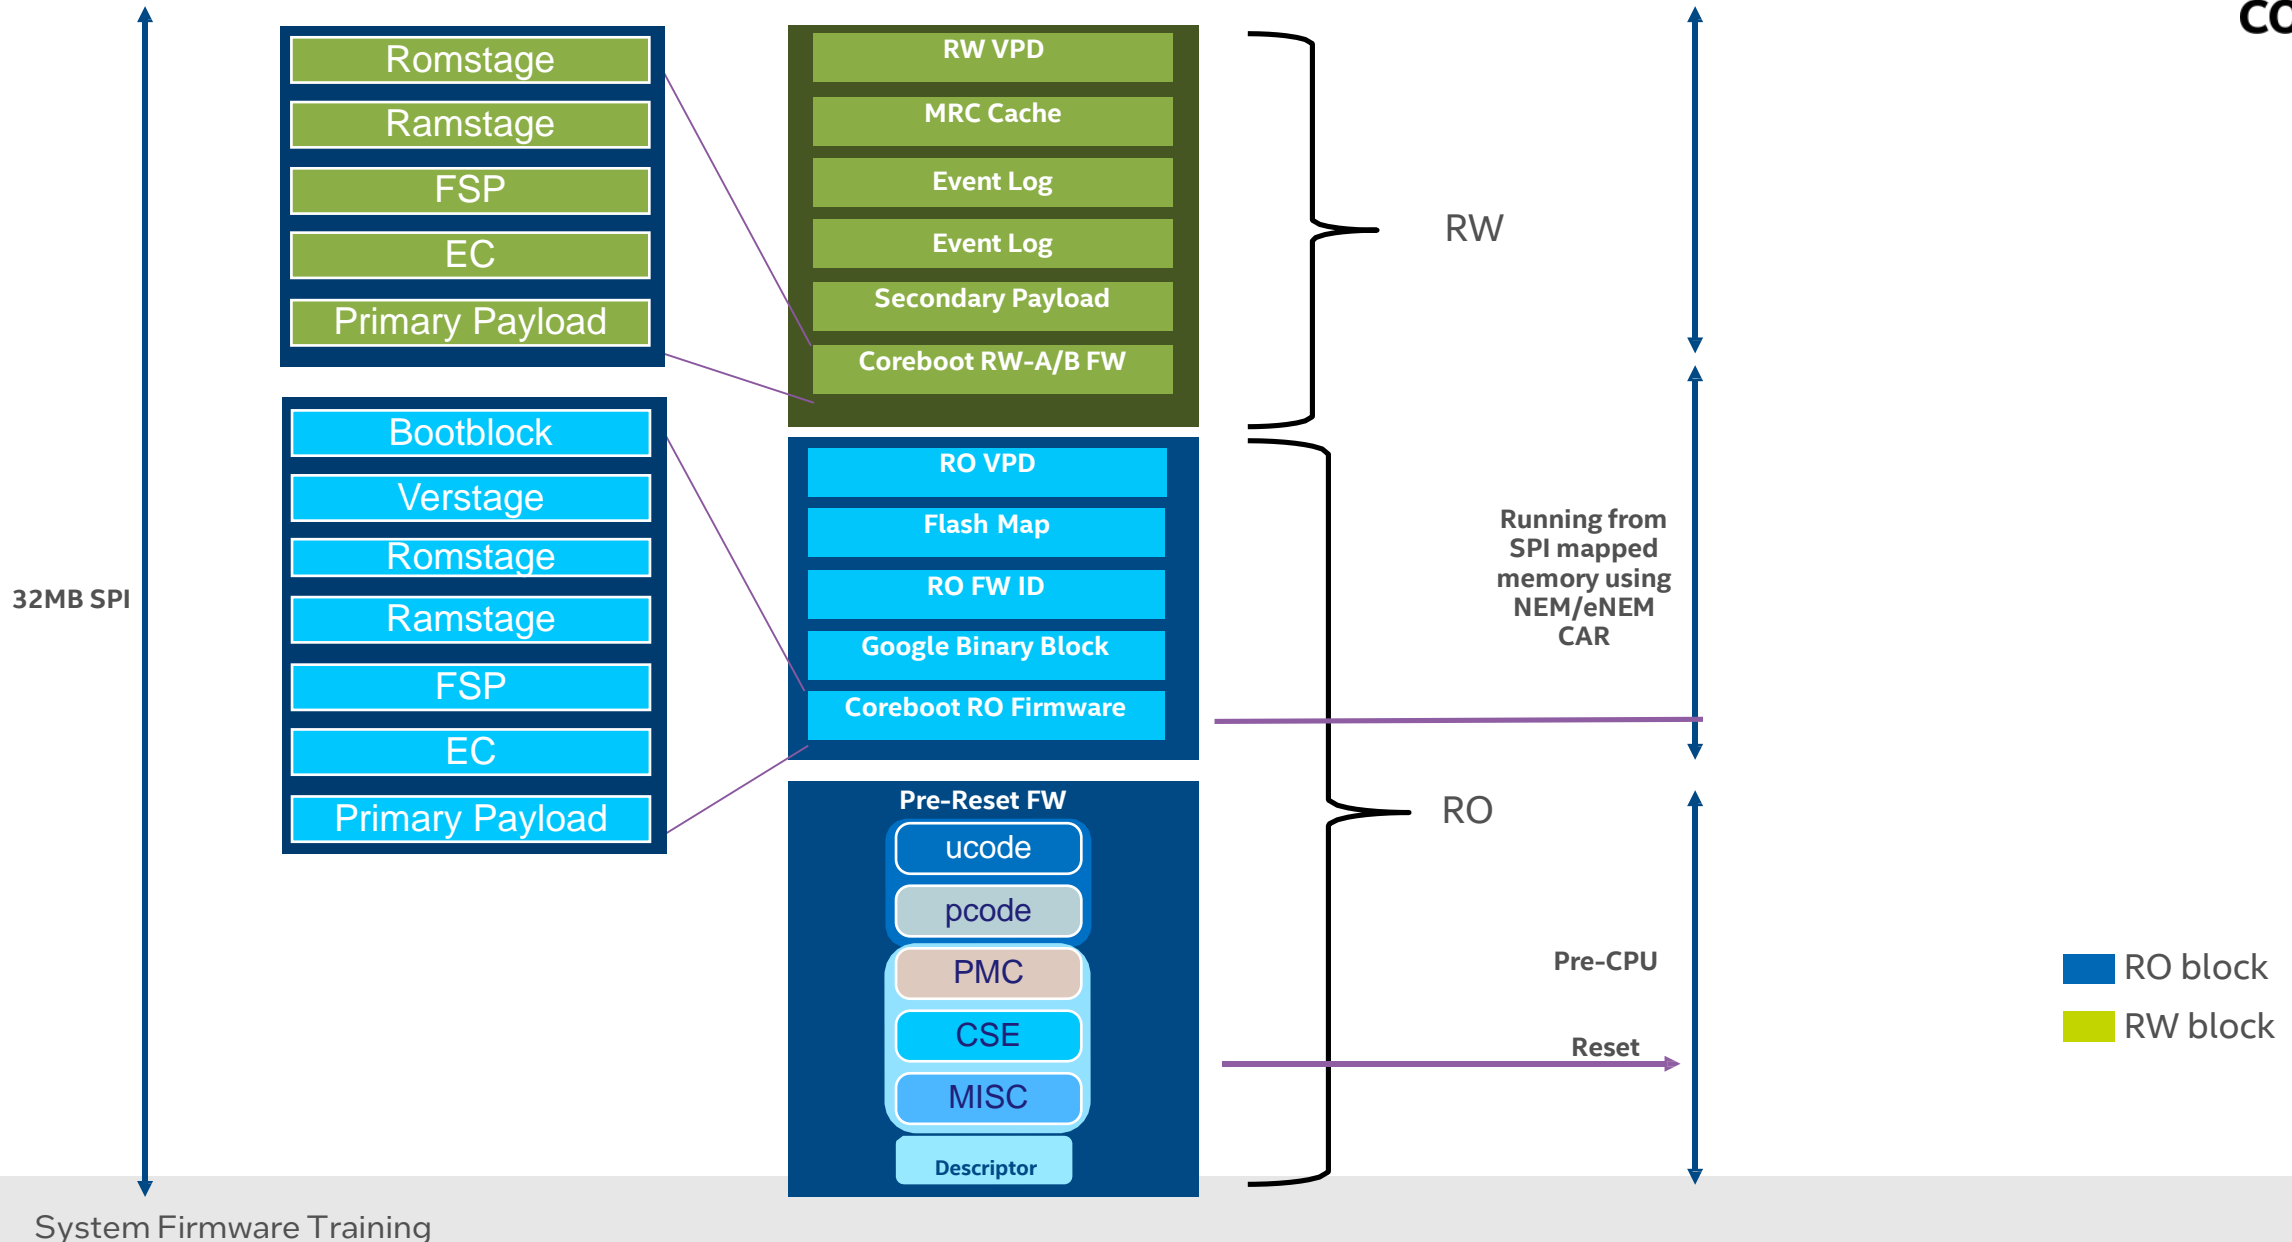 CO
Romstage
Ramstage
FSP
EC
Primary Payload
Bootblock
Verstage
Romstage
Ramstage
FSP
EC
Primary Payload
32MB SPI
RW VPD
MRC Cache
Event Log
Event Log
Secondary Payload
Coreboot RW-A/B FW
RO VPD
Flash Map
RO FW ID
Google Binary Block
Coreboot RO Firmware
Pre-Reset FW
ucode
pcode
PMC
CSE
MISC
Descriptor
RW
RO
Running from
SPI mapped
memory using
NEM/eNEM
CAR
Pre-CPU
Reset
RO block
RW block
System Firmware Training